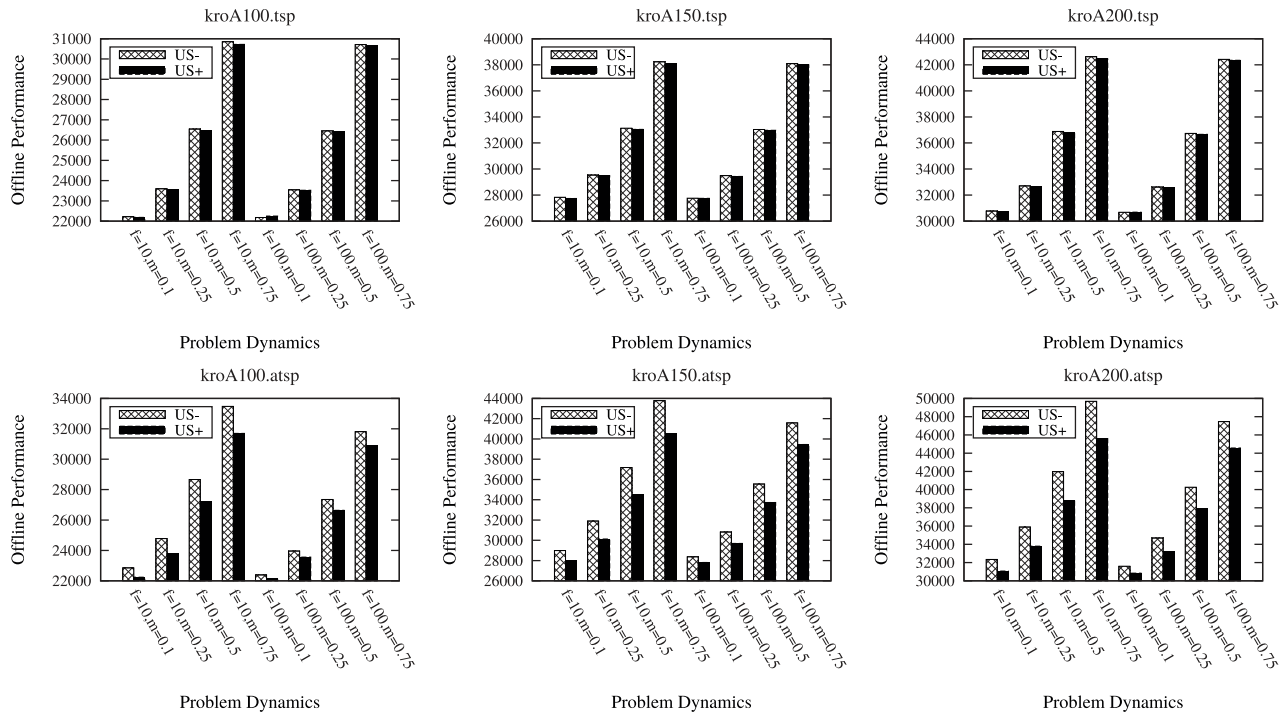 kroA100.tsp
Offline Performance
31000
30000
29000
28000
27000
26000
25000
24000
23000
22000
US-
US+
f=10,m=0.1
f=10,m=0.25
f=10,m=0.5
f=10,m=0.75
f=100,m=0.1
f=100,m=0.25
f=100,m=0.5
f=100,m=0.75
Problem Dynamics
kroA150.tsp
Offline Performance
40000
38000
36000
34000
32000
30000
28000
26000
US-
US+
f=10,m=0.1
f=10,m=0.25
f=10,m=0.5
f=10,m=0.75
f=100,m=0.1
f=100,m=0.25
f=100,m=0.5
f=100,m=0.75
Problem Dynamics
kroA200.tsp
Offline Performance
44000
42000
40000
38000
36000
34000
32000
30000
US-
US+
f=10,m=0.1
f=10,m=0.25
f=10,m=0.5
f=10,m=0.75
f=100,m=0.1
f=100,m=0.25
f=100,m=0.5
f=100,m=0.75
Problem Dynamics
kroA100.atsp
Offline Performance
34000
32000
30000
28000
26000
24000
22000
US-
US+
f=10,m=0.1
f=10,m=0.25
f=10,m=0.5
f=10,m=0.75
f=100,m=0.1
f=100,m=0.25
f=100,m=0.5
f=100,m=0.75
Problem Dynamics
kroA150.atsp
Offline Performance
44000
42000
40000
38000
36000
34000
32000
30000
28000
26000
US-
US+
f=10,m=0.1
f=10,m=0.25
f=10,m=0.5
f=10,m=0.75
f=100,m=0.1
f=100,m=0.25
f=100,m=0.5
f=100,m=0.75
Problem Dynamics
kroA200.atsp
Offline Performance
50000
48000
46000
44000
42000
40000
38000
36000
34000
32000
30000
US-
US+
f=10,m=0.1
f=10,m=0.25
f=10,m=0.5
f=10,m=0.75
f=100,m=0.1
f=100,m=0.25
f=100,m=0.5
f=100,m=0.75
Problem Dynamics